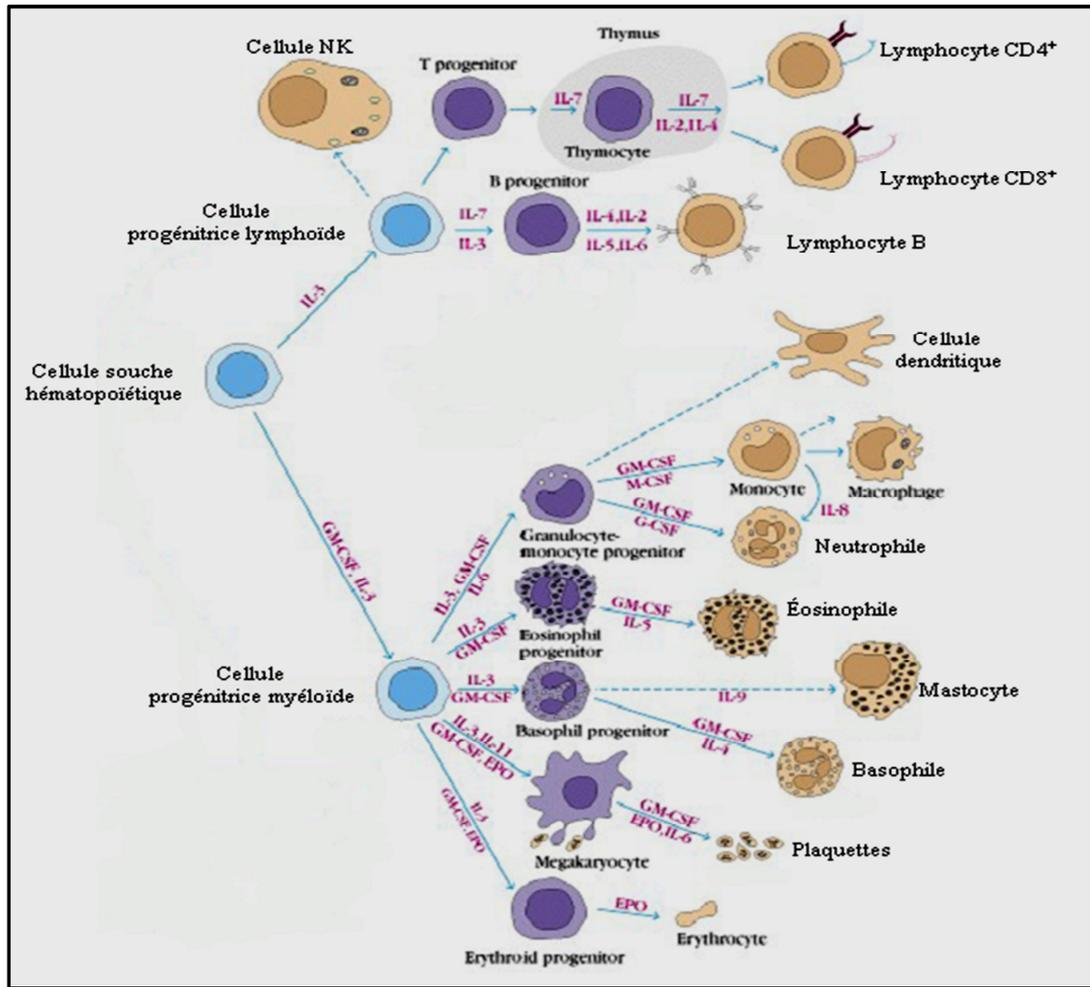 Cellule NK
T progenitor
Thymus
Lymphocyte CD4⁺
IL-7
IL-7
IL-2,IL-4
Thymocyte
Lymphocyte CD8⁺
Cellule
progénitrice lymphoïde
B progenitor
IL-7
IL-3
IL-4,IL-2
IL-5,IL-6
Lymphocyte B
IL-3
Cellule souche
hématopoïétique
Cellule
dendritique
GM-CSF, IL-3
GM-CSF
M-CSF
Monocyte
Macrophage
GM-CSF
G-CSF
IL-8
Neutrophile
Granulocyte-
monocyte progenitor
IL-3, GM-CSF
IL-6
IL-3
GM-CSF
Eosinophil
progenitor
GM-CSF
IL-5
Éosinophile
Cellule
progénitrice myéloïde
IL-3
GM-CSF
Basophil progenitor
IL-9
Mastocyte
GM-CSF
IL-4
Basophile
IL-3,IL-11
GM-CSF, EPO
Megakaryocyte
GM-CSF
EPO,IL-6
Plaquettes
IL-3
GM-CSF,EPO
Erythroid progenitor
EPO
Erythrocyte